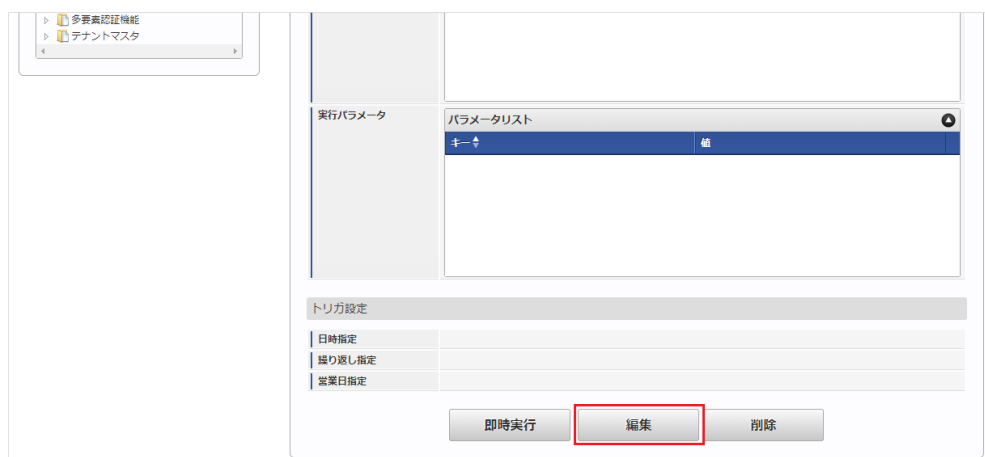 多要素認証機能
テナントマスタ
実行パラメータ
パラメータリスト
キー
値
トリガ設定
日時指定
繰り返し指定
営業日指定
即時実行
編集
削除